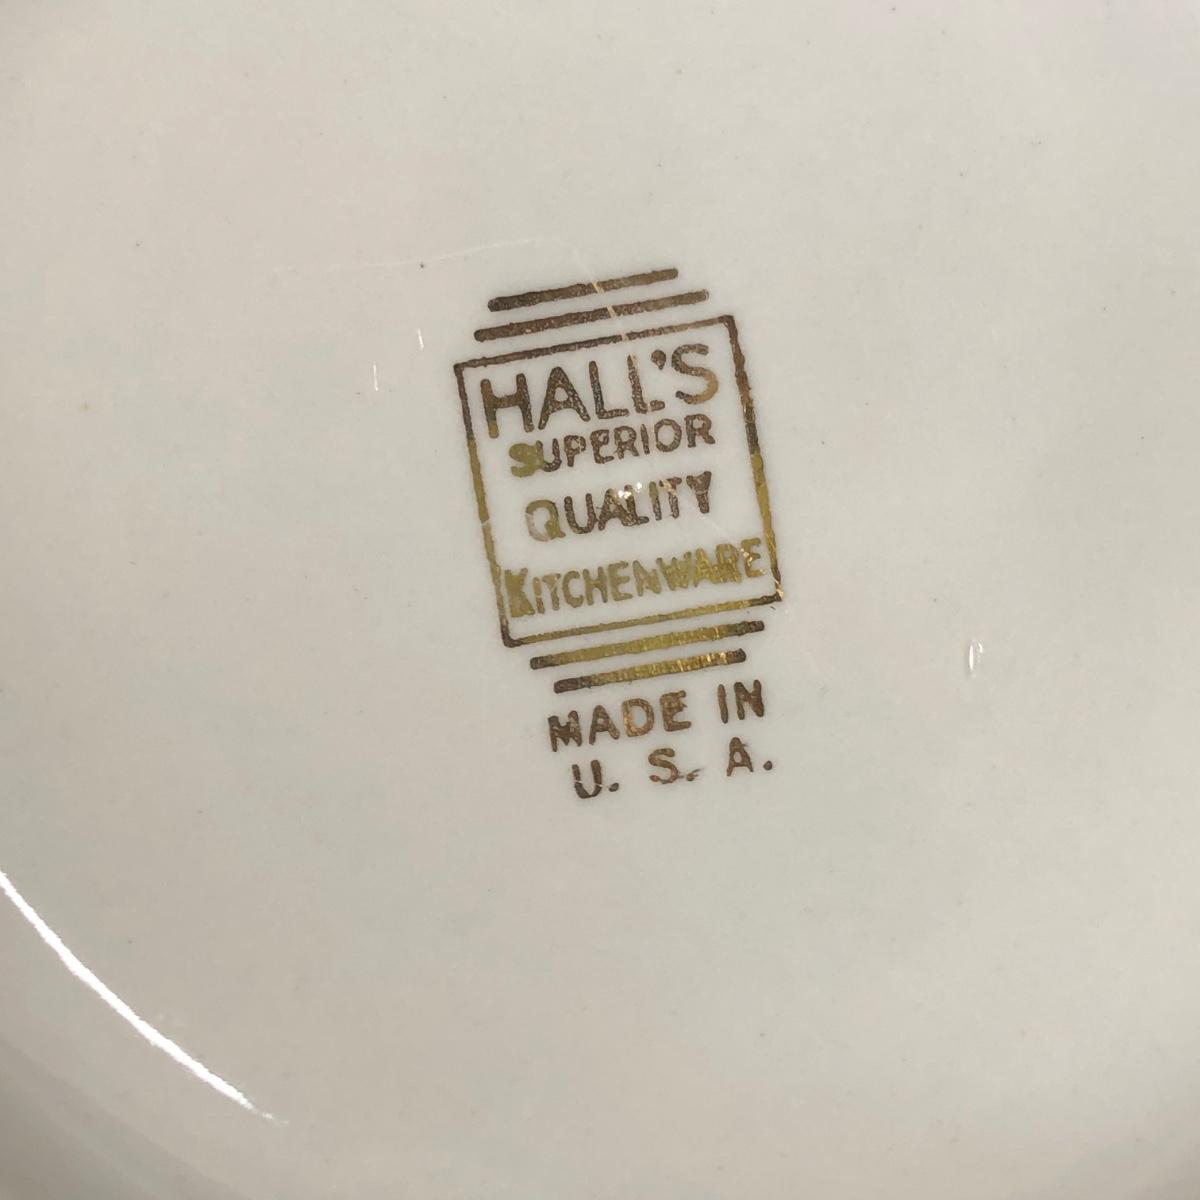 HALL'S
SUPERIOR
QUALITY
KITCHENWARE
MADE IN
U. S. A.